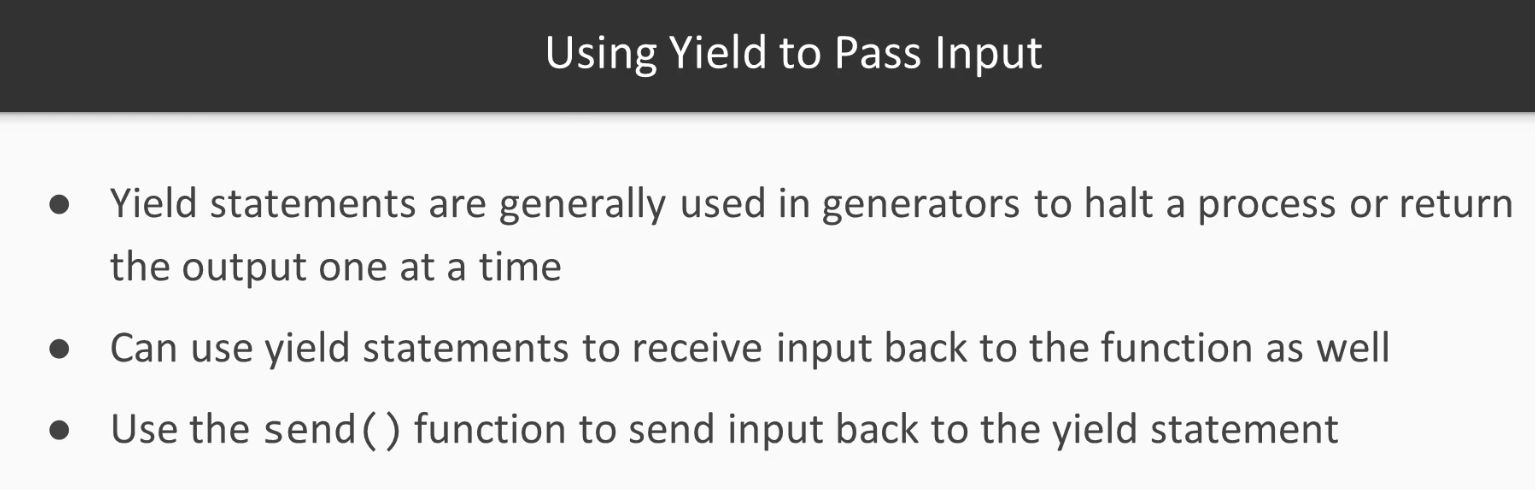 Using Yield to Pass Input
● Yield statements are generally used in generators to halt a process or return
the output one at a time
● Can use yield statements to receive input back to the function as well
● Use the send() function to send input back to the yield statement